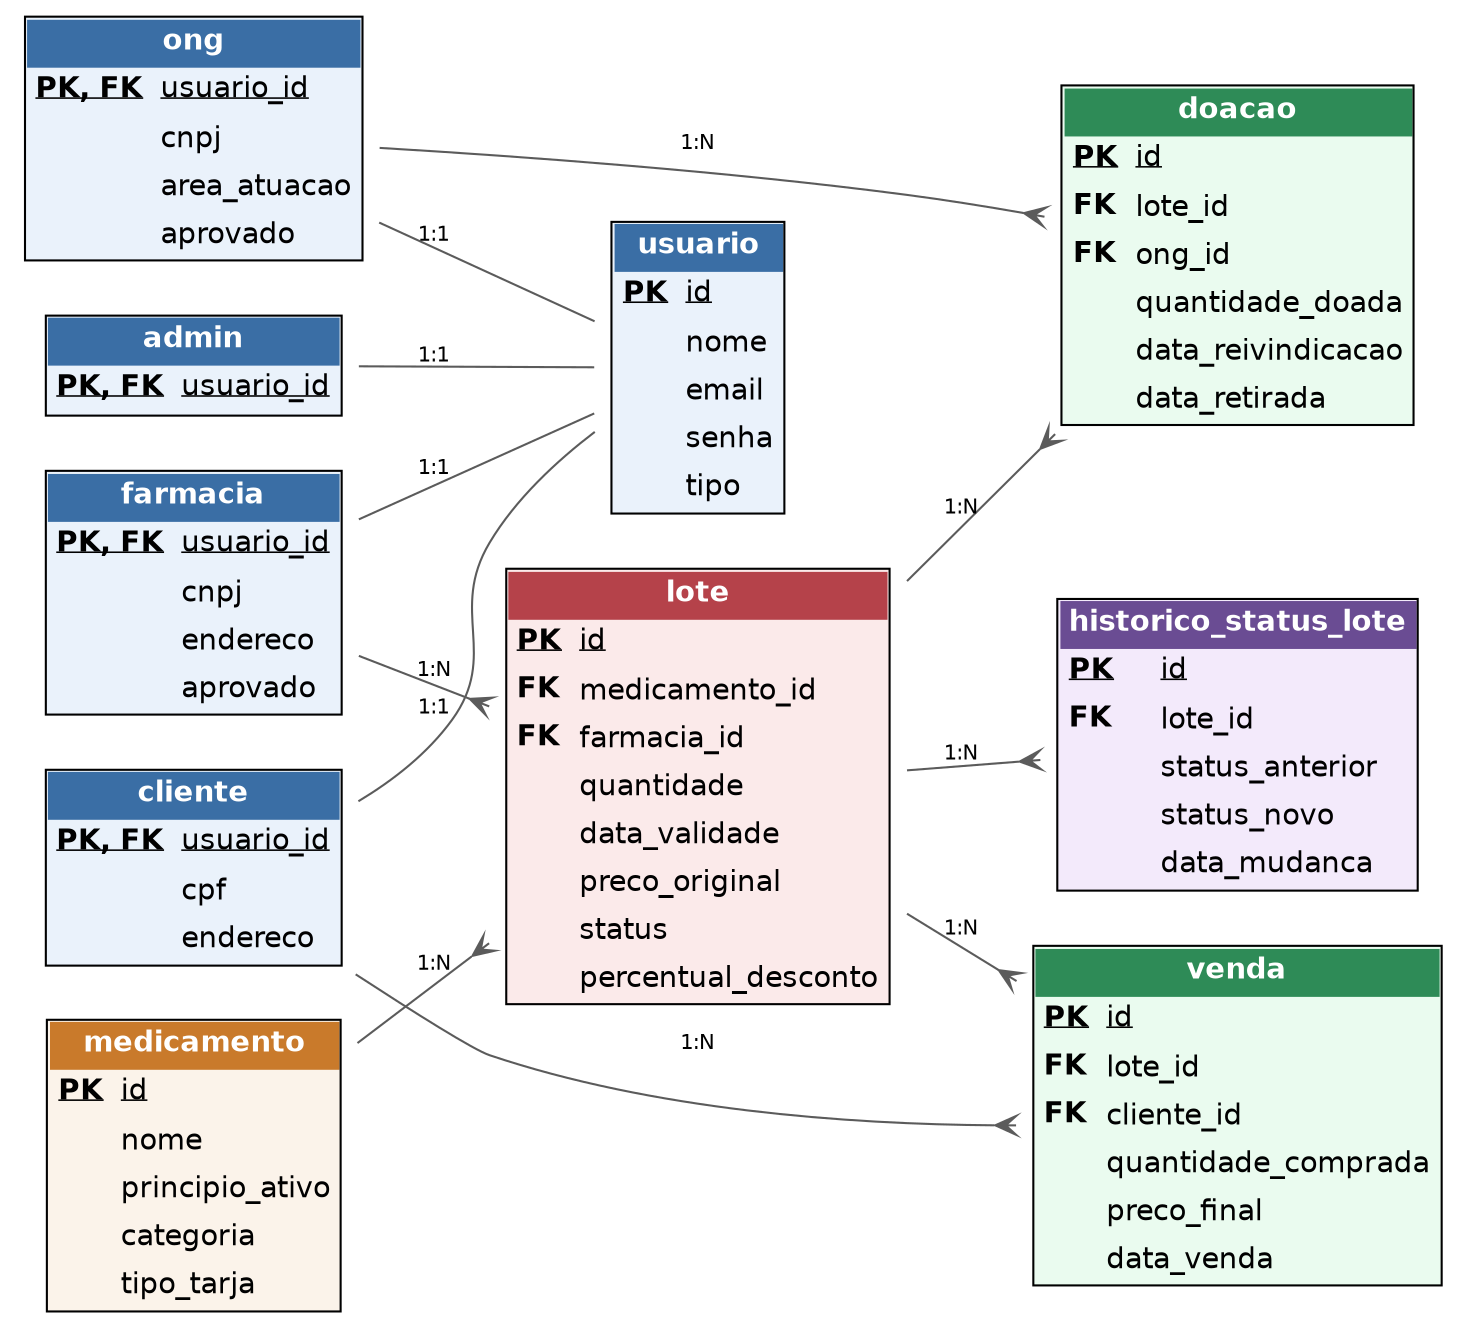 ong
PK, FK usuario_id
cnpj
area_atuacao
aprovado
admin
PK, FK usuario_id
farmacia
PK, FK usuario_id
cnpj
endereco
aprovado
cliente
PK, FK usuario_id
cpf
endereco
medicamento
PK id
nome
principio_ativo
categoria
tipo_tarja
1:1
1:1
1:1
1:N
1:1
1:N
1:N
1:N
usuario
PK id
nome
email
senha
tipo
lote
PK id
FK medicamento_id
FK farmacia_id
quantidade
data_validade
preco_original
status
percentual_desconto
1:N
1:N
1:N
doacao
PK id
FK lote_id
FK ong_id
quantidade_doada
data_reivindicacao
data_retirada
historico_status_lote
PK id
FK lote_id
status_anterior
status_novo
data_mudanca
venda
PK id
FK lote_id
FK cliente_id
quantidade_comprada
preco_final
data_venda